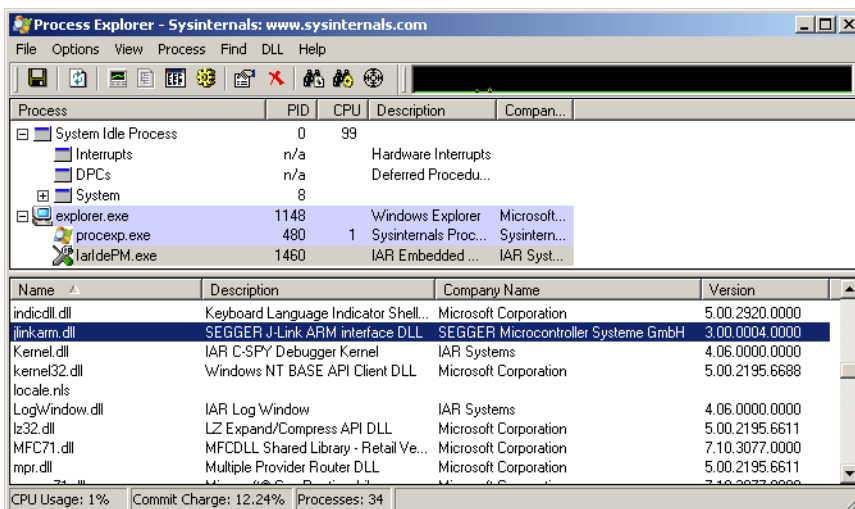 Process Explorer - Sysinternals: www.sysinternals.com
File Options View Process Find DLL Help
Process PID CPU Description Compan...
System Idle Process 0 99
Interrupts n/a Hardware Interrupts
DPCs n/a Deferred Procedu...
System 8
explorer.exe 1148 Windows Explorer Microsoft...
procexp.exe 480 1 Sysinternals Proc... Sysintern...
IarIdePM.exe 1460 IAR Embedded ... IAR Syst...
Name Description Company Name Version
indicdll.dll Keyboard Language Indicator Shell... Microsoft Corporation 5.00.2920.0000
jlinkarm.dll SEGGER J-Link ARM interface DLL SEGGER Microcontroller Systeme GmbH 3.00.0004.0000
Kernel.dll IAR C-SPY Debugger Kernel IAR Systems 4.06.0000.0000
kernel32.dll Windows NT BASE API Client DLL Microsoft Corporation 5.00.2195.6688
locale.nls
LogWindow.dll IAR Log Window IAR Systems 4.06.0000.0000
lz32.dll LZ Expand/Compress API DLL Microsoft Corporation 5.00.2195.6611
MFC71.dll MFCDLL Shared Library - Retail Ve... Microsoft Corporation 7.10.3077.0000
mpr.dll Multiple Provider Router DLL Microsoft Corporation 5.00.2195.6611
CPU Usage: 1% Commit Charge: 12.24% Processes: 34